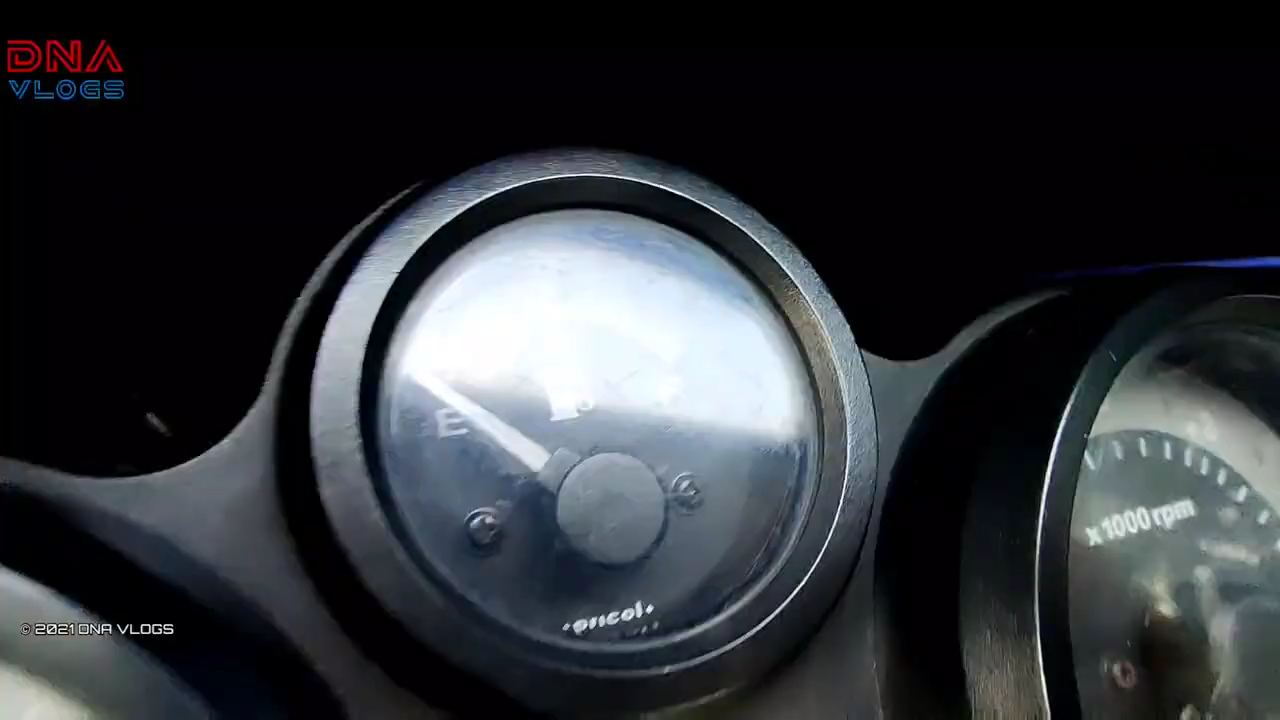 DNA
VLOGS
E
x 1000 rpm
pricol
© 2021 DNA VLOGS